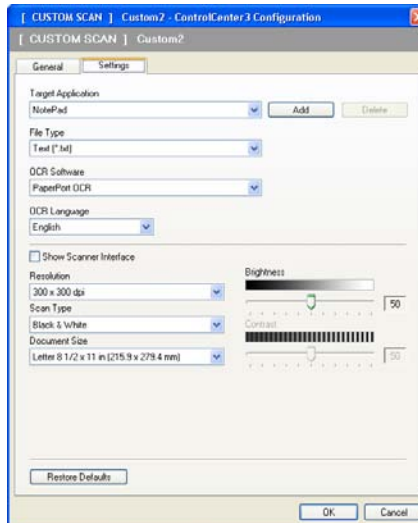 [ CUSTOM SCAN ] Custom2 - ControlCenter3 Configuration
[ CUSTOM SCAN ] Custom2
General Settings
Target Application
NotePad Add Delete
File Type
Text (*.txt)
OCR Software
PaperPort OCR
OCR Language
English
Show Scanner Interface
Resolution Brightness
300 x 300 dpi 50
Scan Type Contrast
Black & White 50
Document Size
Letter 8 1/2 x 11 in (215.9 x 279.4 mm)
Restore Defaults
OK Cancel